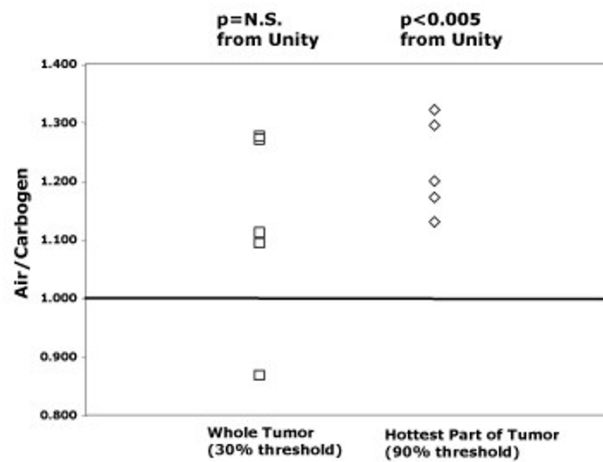 p=N.S.
from Unity
p<0.005
from Unity
1.400
1.300
1.200
1.100
1.000
0.900
0.800
Air/Carbogen
Whole Tumor
(30% threshold)
Hottest Part of Tumor
(90% threshold)